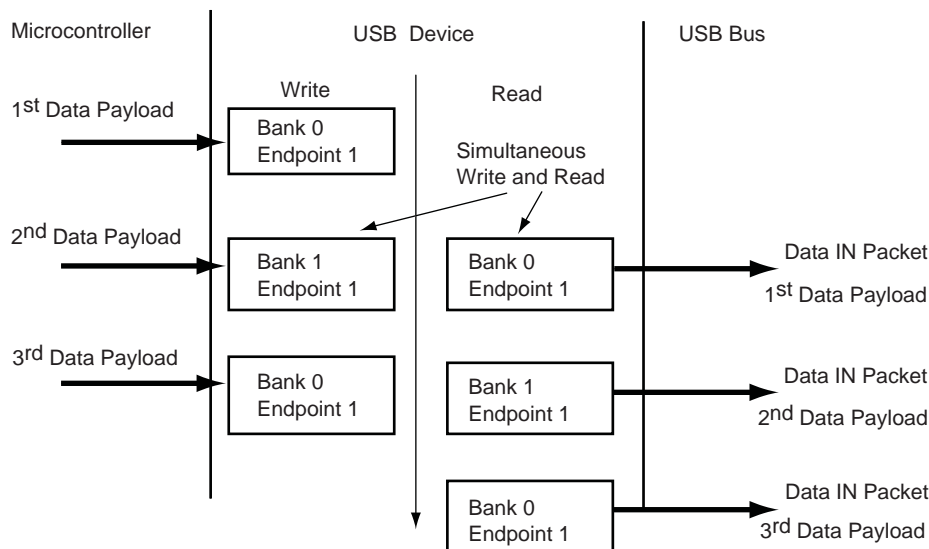 Microcontroller
USB Device
USB Bus
Write
Read
1st Data Payload
Bank 0
Endpoint 1
Simultaneous
Write and Read
2nd Data Payload
Bank 1
Endpoint 1
Bank 0
Endpoint 1
Data IN Packet
1st Data Payload
3rd Data Payload
Bank 0
Endpoint 1
Bank 1
Endpoint 1
Data IN Packet
2nd Data Payload
Bank 0
Endpoint 1
Data IN Packet
3rd Data Payload